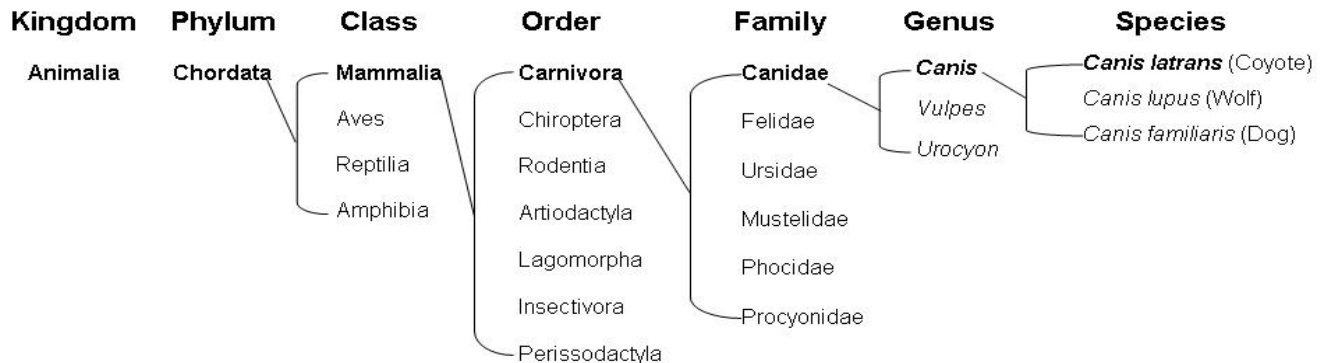 Kingdom Phylum Class Order Family Genus Species
Animalia Chordata Mammalia Carnivora Canidae Canis Canis latrans (Coyote)
Aves Chiroptera Felidae Vulpes Canis lupus (Wolf)
Reptilia Rodentia Ursidae Urocyon Canis familiaris (Dog)
Amphibia Artiodactyla Mustelidae
Lagomorpha Phocidae
Insectivora Procyonidae
Perissodactyla